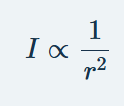 I ∝ 1/r²